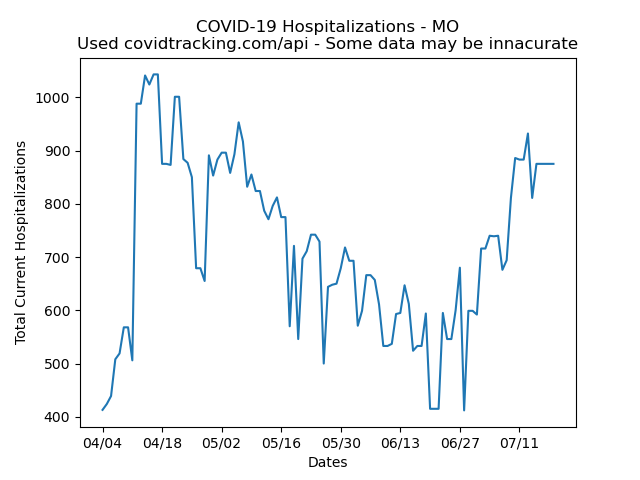 COVID-19 Hospitalizations - MO
Used covidtracking.com/api - Some data may be innacurate
Total Current Hospitalizations
1000
900
800
700
600
500
400
04/04 04/18 05/02 05/16 05/30 06/13 06/27 07/11
Dates